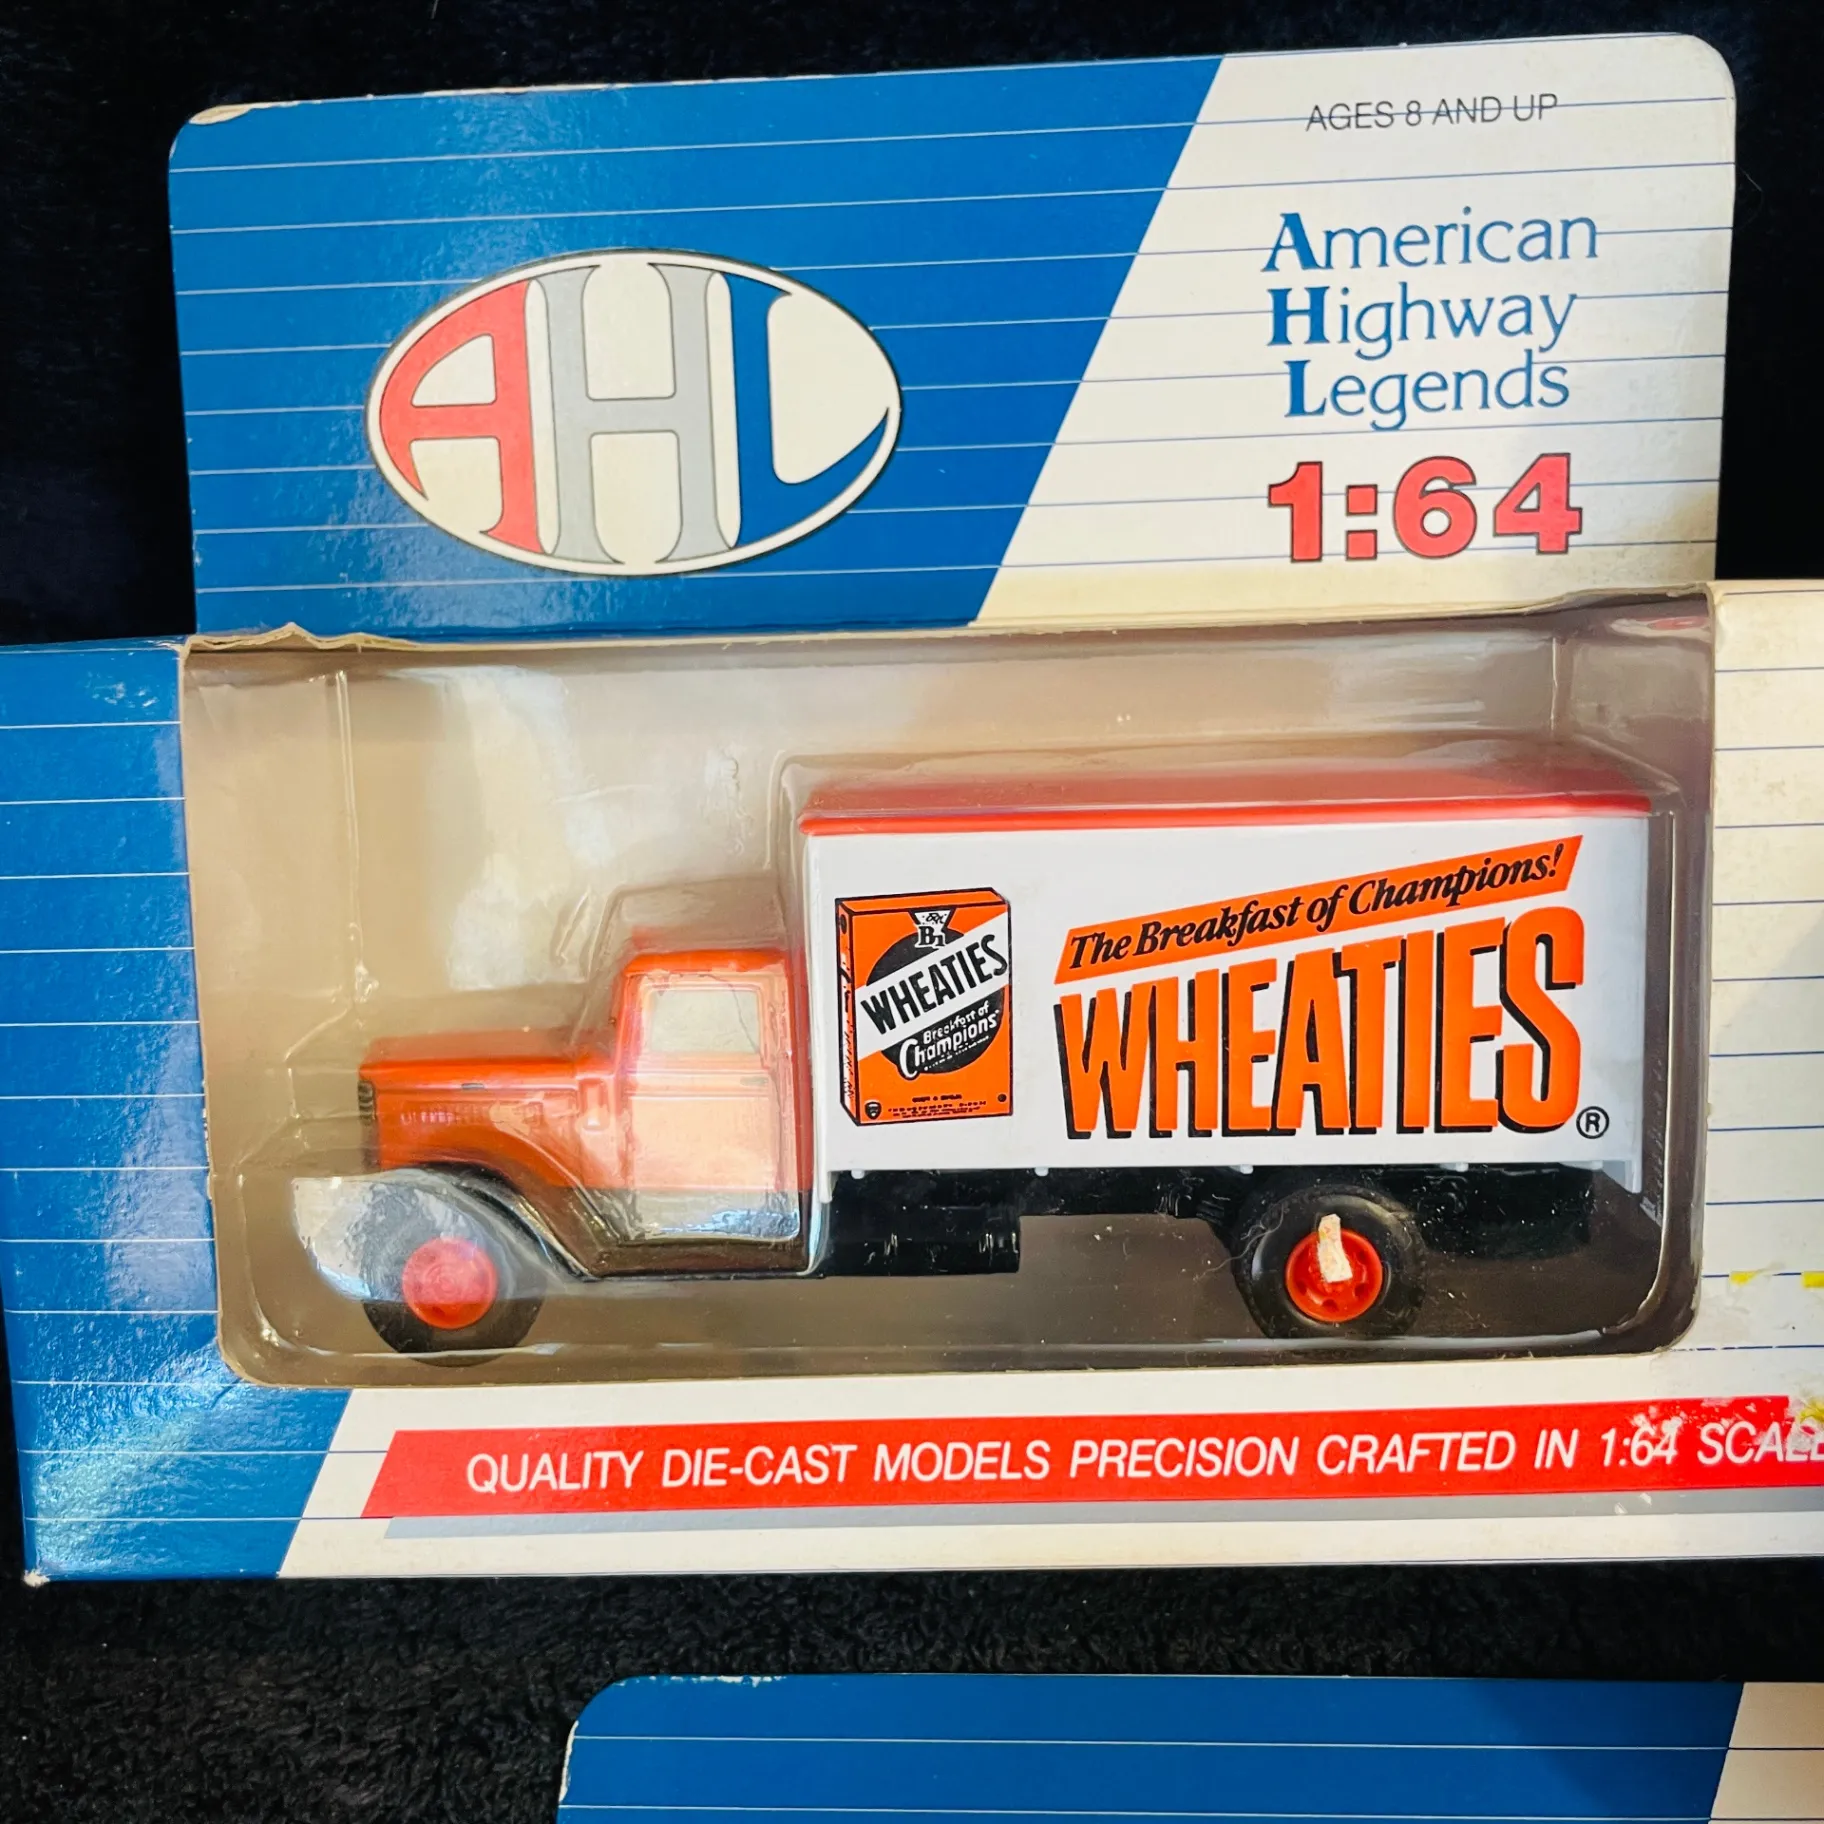 AGES 8 AND UP
AHL
American
Highway
Legends
1:64
The Breakfast of Champions!
WHEATIES®
B1
WHEATIES
Breakfast of
Champions
QUALITY DIE-CAST MODELS PRECISION CRAFTED IN 1:64 SCALE